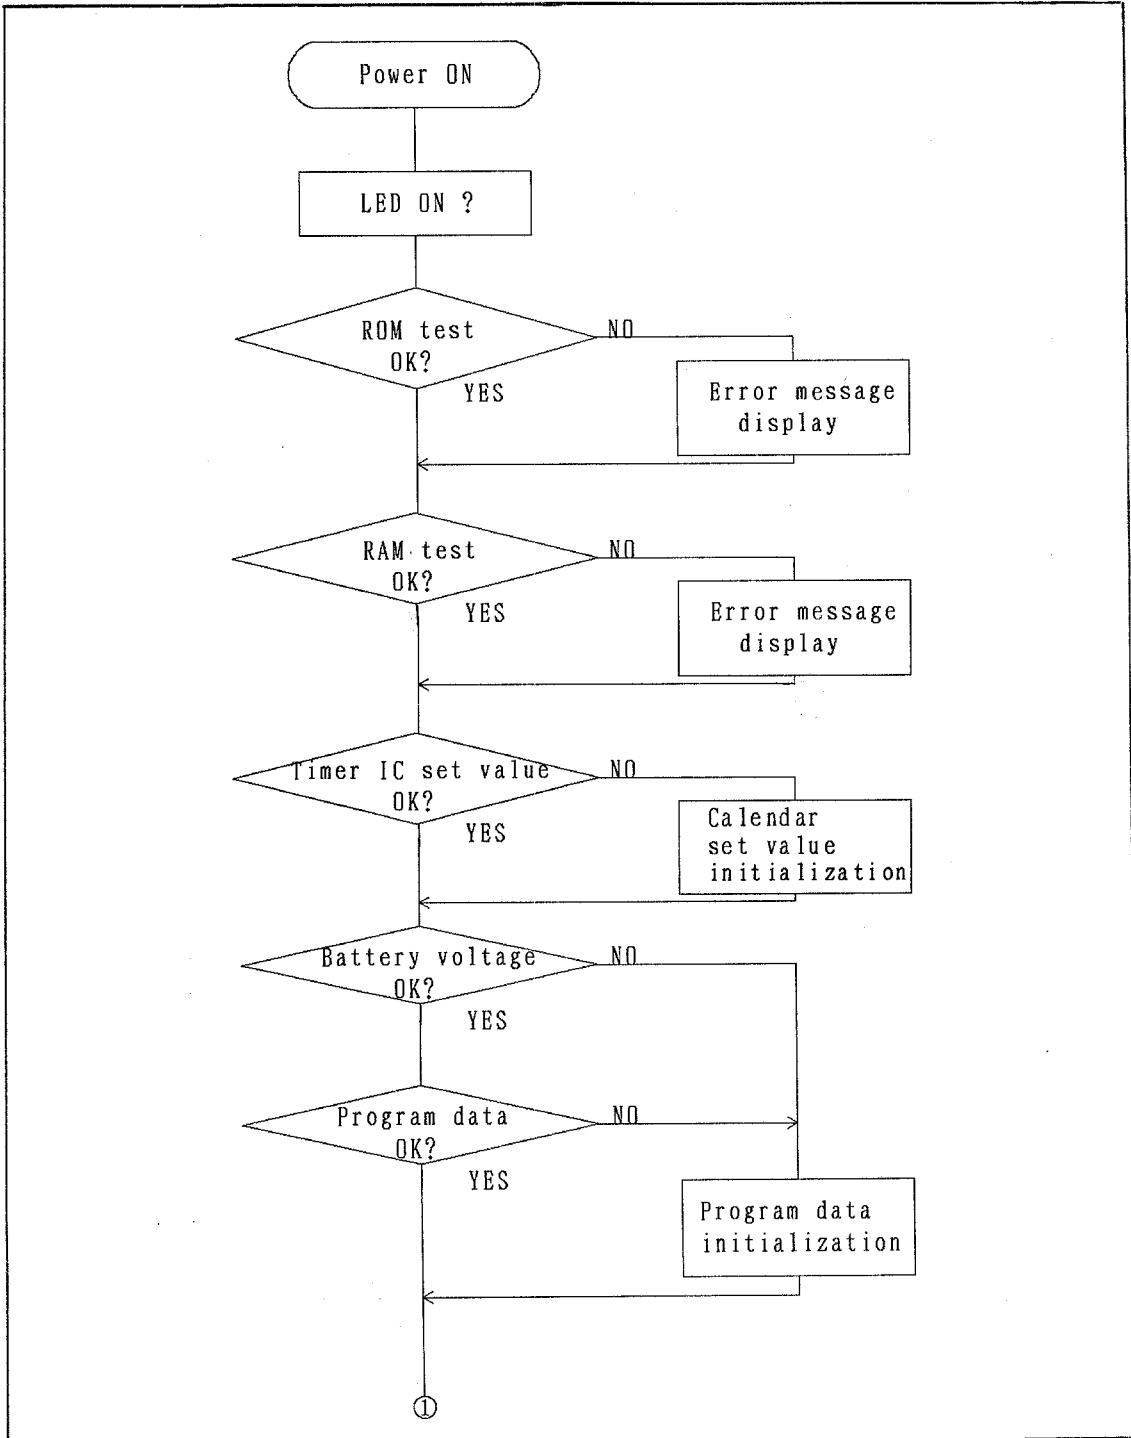 Power ON
LED ON ?
ROM test
OK?
NO
YES
Error message
display
RAM test
OK?
NO
YES
Error message
display
Timer IC set value
OK?
NO
YES
Calendar
set value
initialization
Battery voltage
OK?
NO
YES
Program data
OK?
NO
YES
Program data
initialization
①